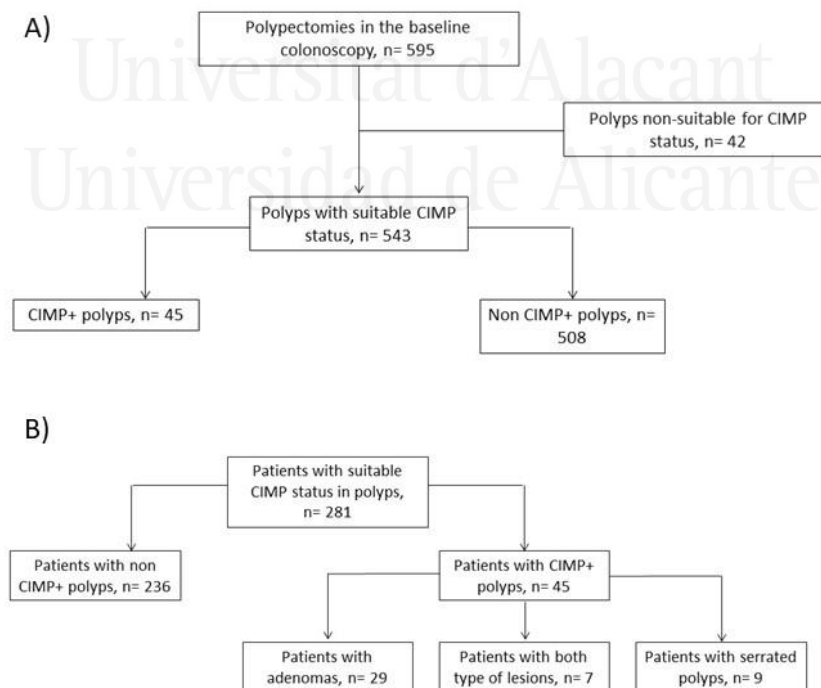 A)
Polypectomies in the baseline
colonoscopy, n= 595
Universitat d'Alacant
Universidad de Alicante
Polyps non-suitable for CIMP
status, n= 42
Polyps with suitable CIMP
status, n= 543
CIMP+ polyps, n= 45
Non CIMP+ polyps, n=
508
B)
Patients with suitable
CIMP status in polyps,
n= 281
Patients with non
CIMP+ polyps, n= 236
Patients with CIMP+
polyps, n= 45
Patients with
adenomas, n= 29
Patients with both
type of lesions, n= 7
Patients with serrated
polyps, n= 9